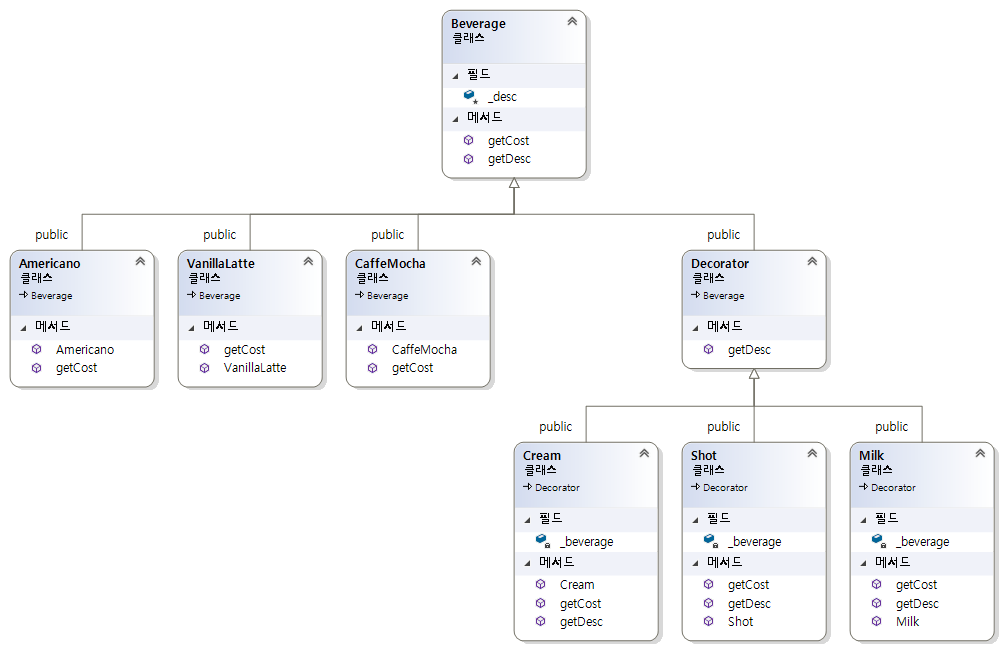 Beverage
클래스
필드
_desc
메서드
getCost
getDesc
public
public
public
public
Americano
클래스
Beverage
메서드
Americano
getCost
VanillaLatte
클래스
Beverage
메서드
getCost
VanillaLatte
CaffeMocha
클래스
Beverage
메서드
CaffeMocha
getCost
Decorator
클래스
Beverage
메서드
getDesc
public
public
public
Cream
클래스
Decorator
필드
_beverage
메서드
Cream
getCost
getDesc
Shot
클래스
Decorator
필드
_beverage
메서드
getCost
getDesc
Shot
Milk
클래스
Decorator
필드
_beverage
메서드
getCost
getDesc
Milk